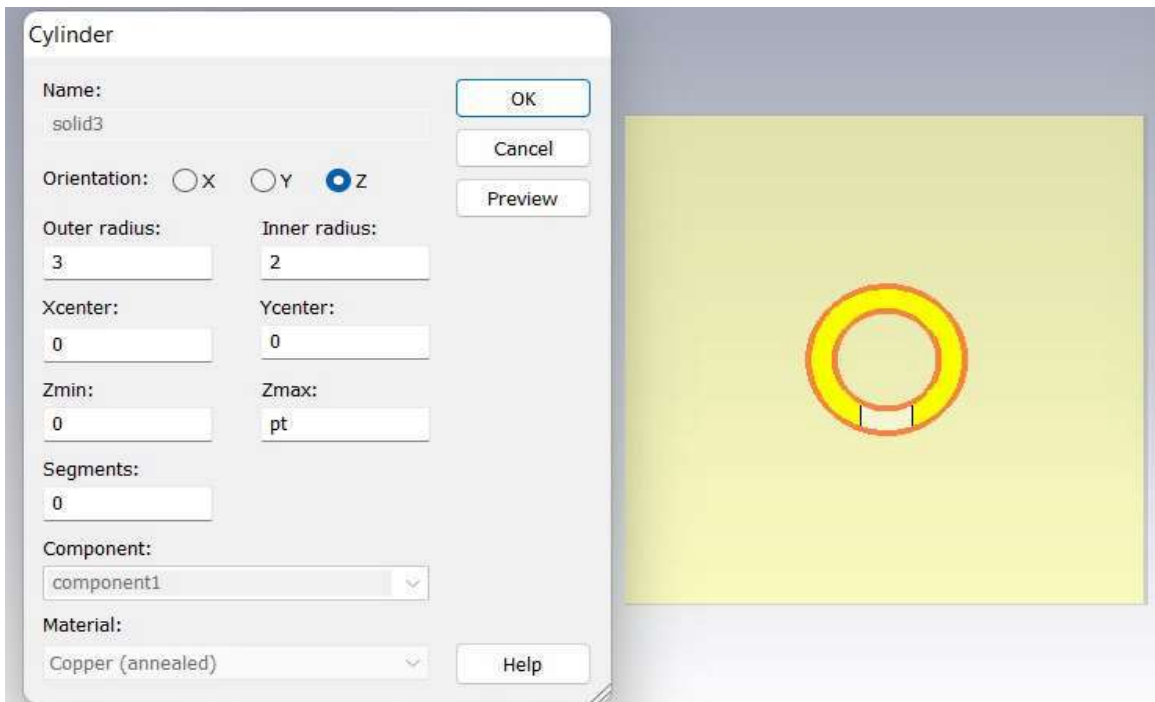 Cylinder
Name:
OK
solid3
Cancel
Orientation: X Y Z
Preview
Outer radius: Inner radius:
3 2
Xcenter: Ycenter:
0 0
Zmin: Zmax:
0 pt
Segments:
0
Component:
component1
Material:
Copper (annealed)
Help